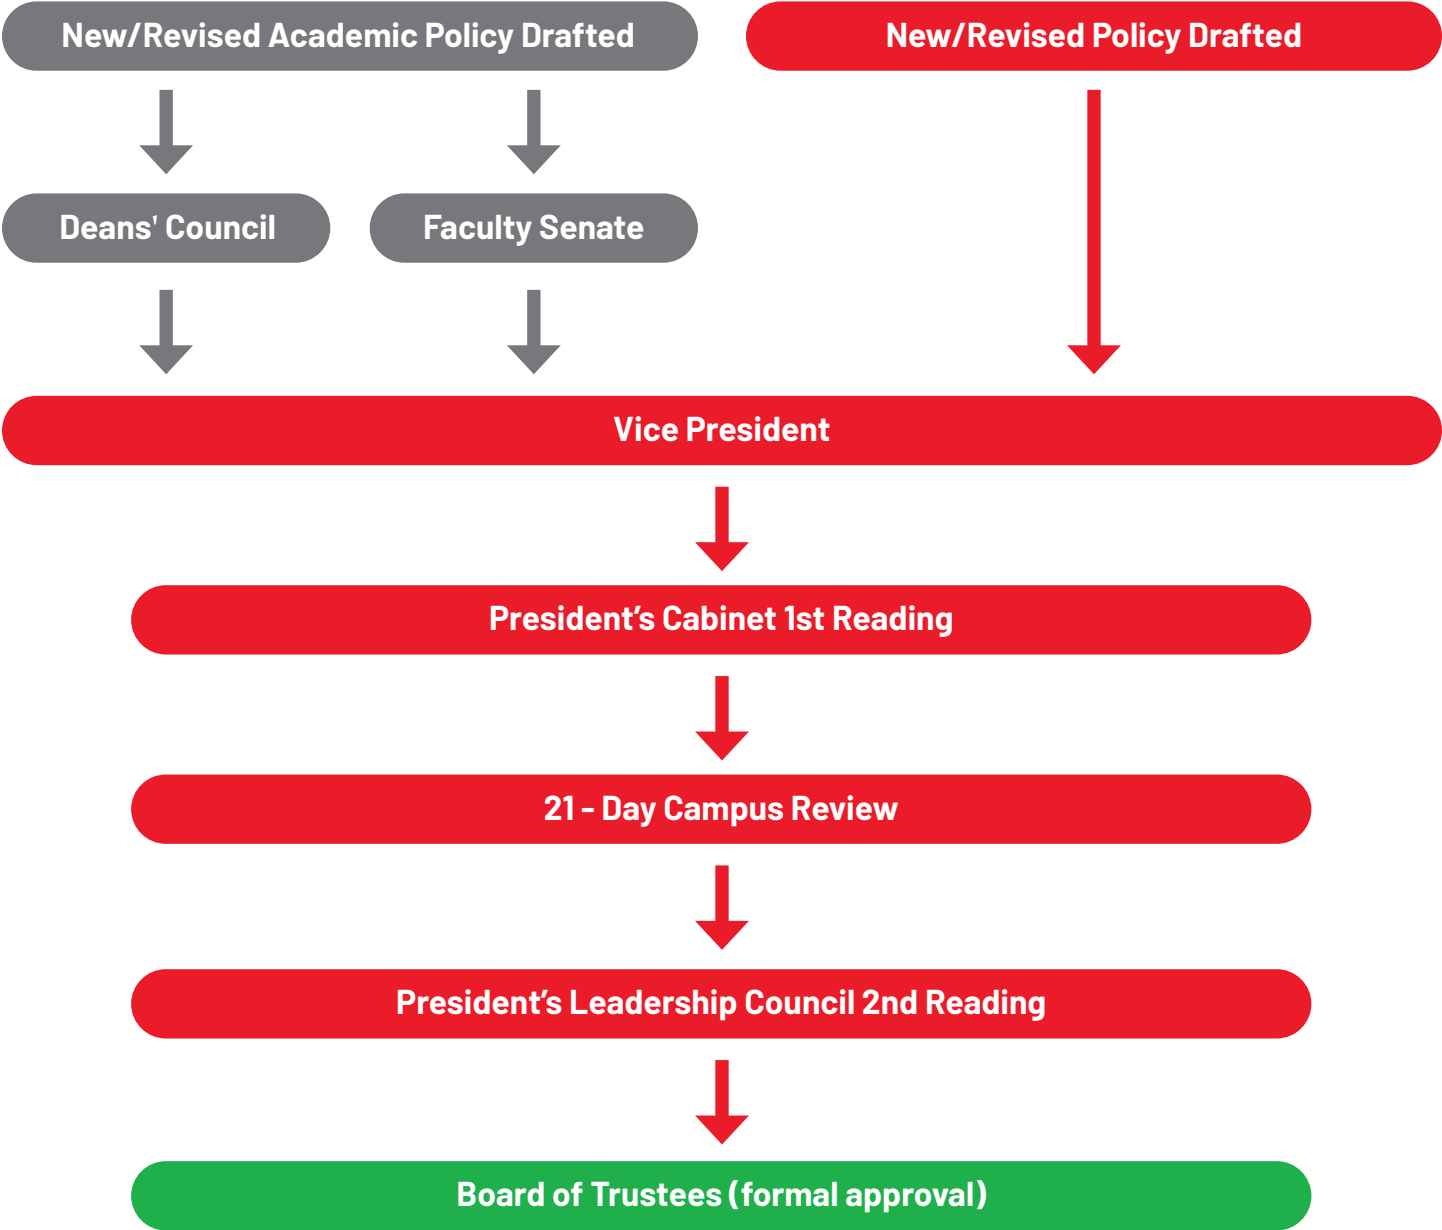 New/Revised Academic Policy Drafted
New/Revised Policy Drafted
Deans' Council
Faculty Senate
Vice President
President’s Cabinet 1st Reading
21 - Day Campus Review
President’s Leadership Council 2nd Reading
Board of Trustees (formal approval)